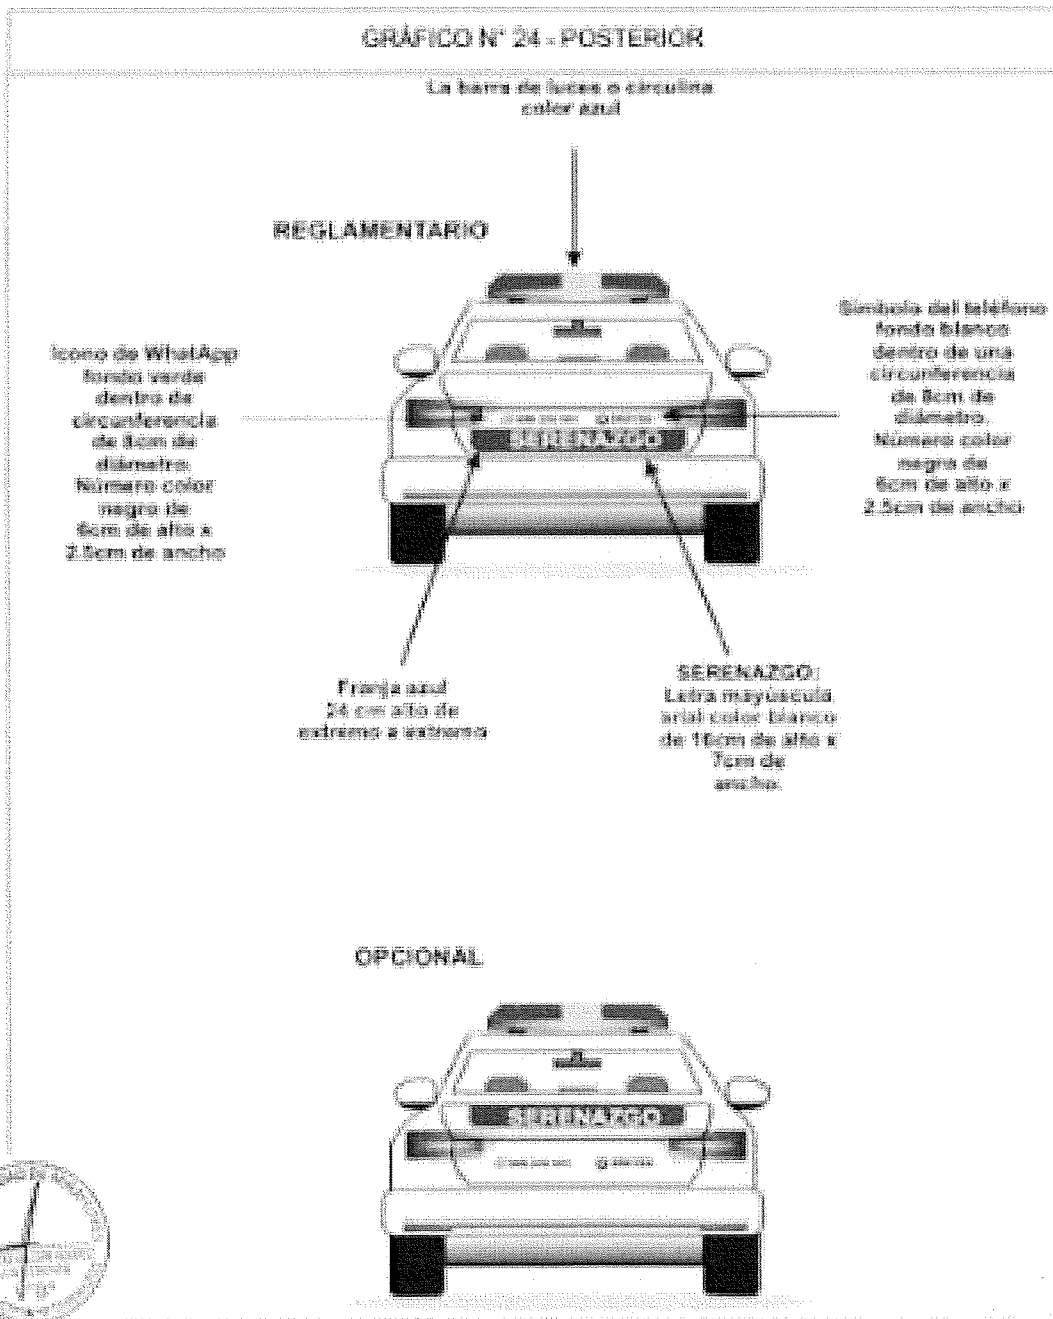 GRÁFICO N° 24 - POSTERIOR
La barra de luces o circulina
color azul
REGLAMENTARIO
Icono de WhatApp
fondo verde
dentro de
circunferencia
de 8cm de
diámetro.
Número color
negro de
6cm de alto x
2.5cm de ancho
Símbolo del teléfono
fondo blanco
dentro de una
circunferencia
de 8cm de
diámetro.
Número color
negro de
6cm de alto x
2.5cm de ancho
SERENAZGO
Franja azul
24 cm alto de
extremo a extremo
SERENAZGO:
Letra mayúscula
arial color blanco
de 10cm de alto x
7cm de
ancho.
OPCIONAL
SERENAZGO